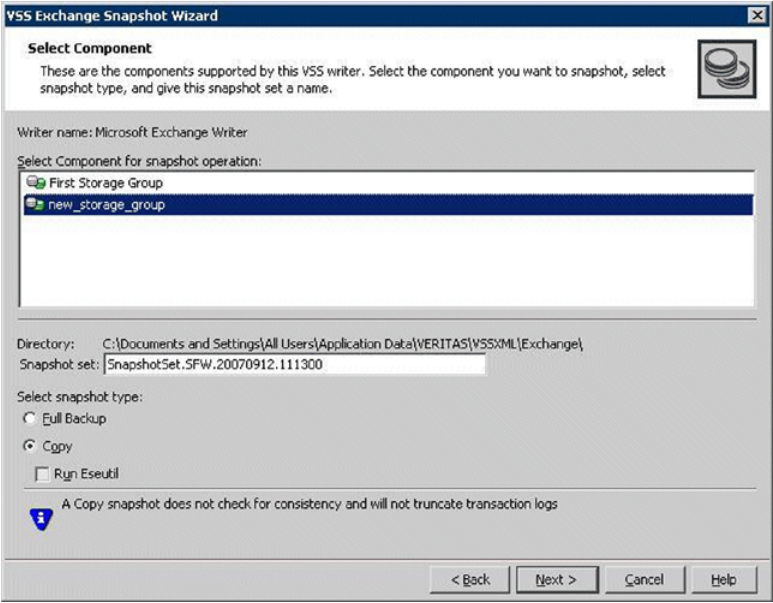 VSS Exchange Snapshot Wizard
Select Component
These are the components supported by this VSS writer. Select the component you want to snapshot, select
snapshot type, and give this snapshot set a name.
Writer name: Microsoft Exchange Writer
Select Component for snapshot operation:
First Storage Group
new_storage_group
Directory: C:\Documents and Settings\All Users\Application Data\VERITAS\VSSXML\Exchange\
Snapshot set: SnapshotSet.SFW.20070912.111300
Select snapshot type:
Full Backup
Copy
Run Eseutil
A Copy snapshot does not check for consistency and will not truncate transaction logs
< Back Next > Cancel Help